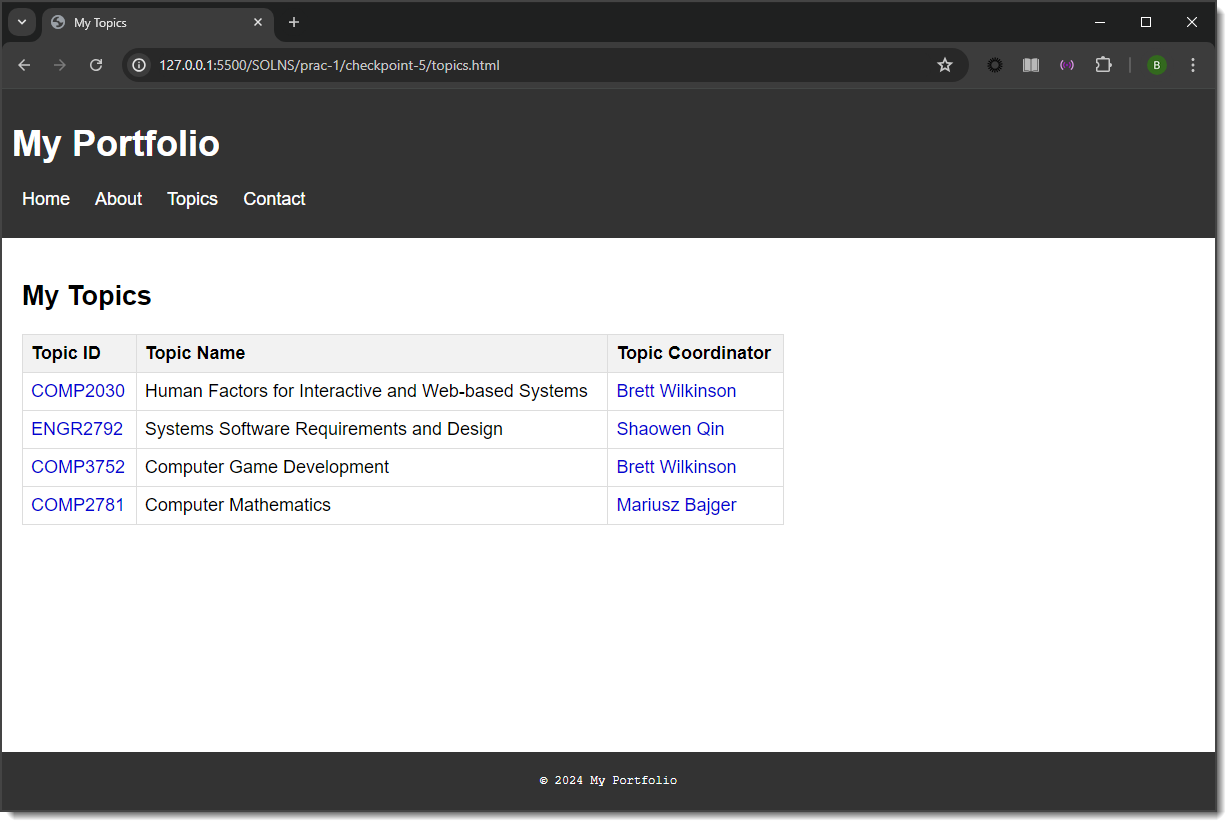 My Topics
127.0.0.1:5500/SOLNS/prac-1/checkpoint-5/topics.html
B
My Portfolio
Home About Topics Contact
My Topics
Topic ID Topic Name Topic Coordinator
COMP2030 Human Factors for Interactive and Web-based Systems Brett Wilkinson
ENGR2792 Systems Software Requirements and Design Shaowen Qin
COMP3752 Computer Game Development Brett Wilkinson
COMP2781 Computer Mathematics Mariusz Bajger
© 2024 My Portfolio